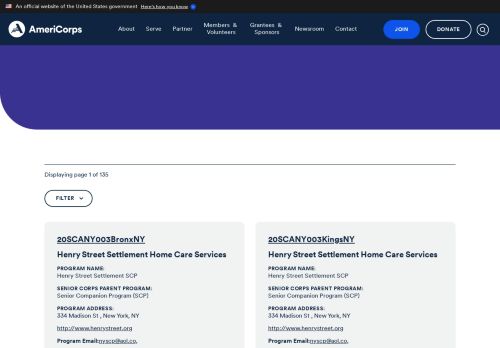 An official website of the United States government Here's how you know
AmeriCorps
About Serve Partner Members & Volunteers Grantees & Sponsors Newsroom Contact JOIN DONATE
Displaying page 1 of 135
FILTER
20SCANY003BronxNY
Henry Street Settlement Home Care Services
PROGRAM NAME:
Henry Street Settlement SCP
SENIOR CORPS PARENT PROGRAM:
Senior Companion Program (SCP)
PROGRAM ADDRESS:
334 Madison St , New York, NY
http://www.henrystreet.org
Program Email:nyscp@aol.co,
20SCANY003KingsNY
Henry Street Settlement Home Care Services
PROGRAM NAME:
Henry Street Settlement SCP
SENIOR CORPS PARENT PROGRAM:
Senior Companion Program (SCP)
PROGRAM ADDRESS:
334 Madison St , New York, NY
http://www.henrystreet.org
Program Email:nyscp@aol.co,